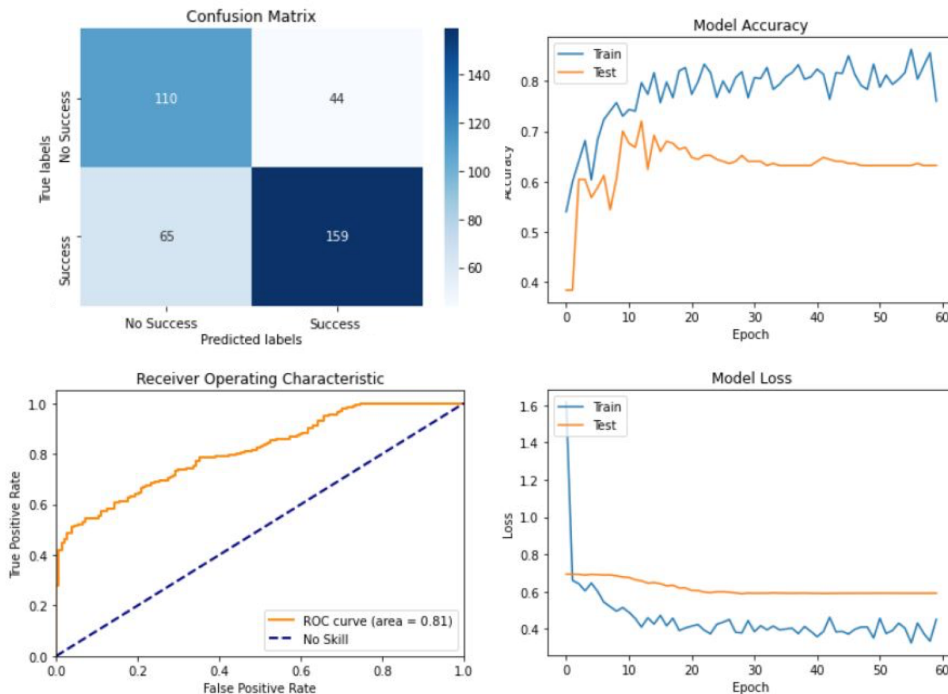 Confusion Matrix
True labels
No Success
Success
110
44
65
159
No Success
Success
Predicted labels
140
120
100
80
60
Model Accuracy
Train
Test
Accuracy
0.8
0.7
0.6
0.5
0.4
0
10
20
30
40
50
60
Epoch
Receiver Operating Characteristic
True Positive Rate
1.0
0.8
0.6
0.4
0.2
0.0
ROC curve (area = 0.81)
No Skill
0.0
0.2
0.4
0.6
0.8
1.0
False Positive Rate
Model Loss
Train
Test
Loss
1.6
1.4
1.2
1.0
0.8
0.6
0.4
0
10
20
30
40
50
60
Epoch